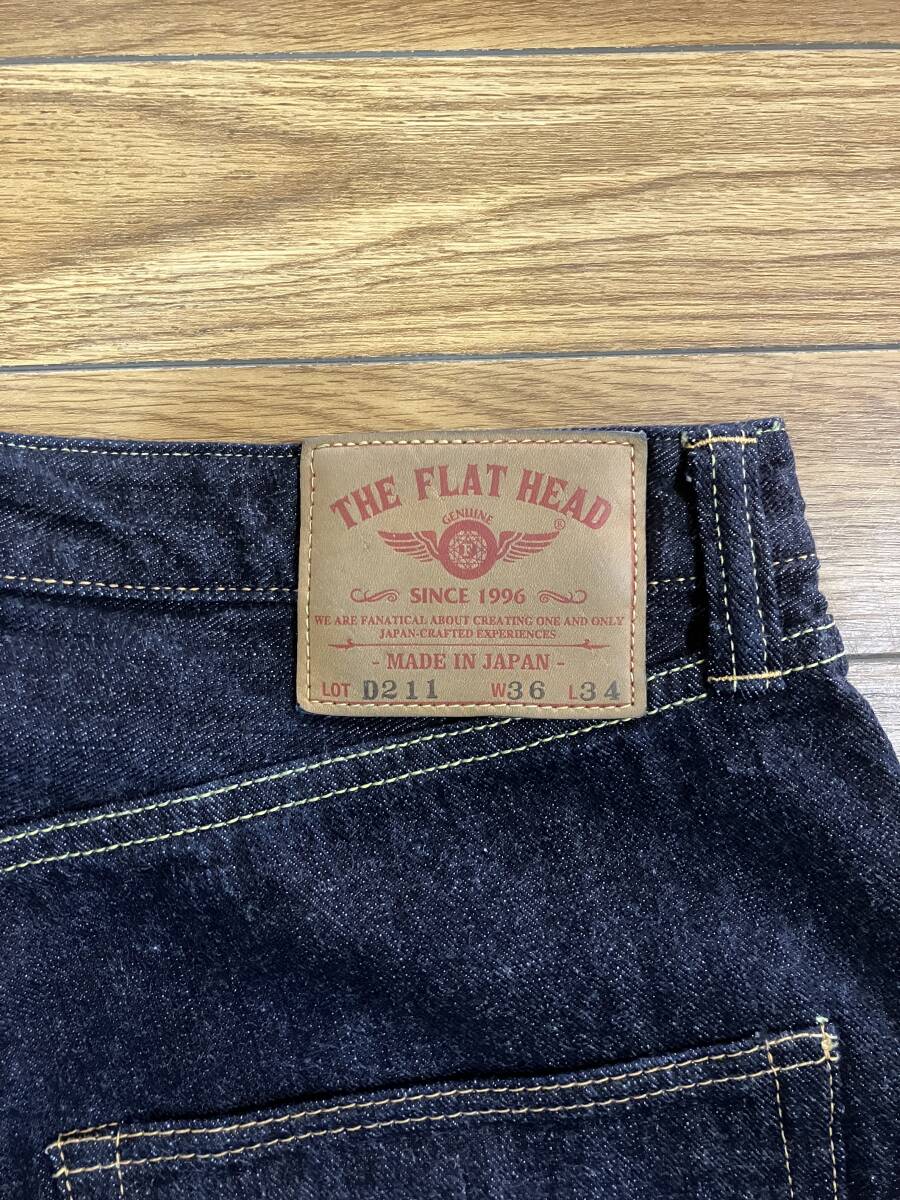 THE FLAT HEAD
GENUINE
F
®
SINCE 1996
WE ARE FANATICAL ABOUT CREATING ONE AND ONLY
JAPAN-CRAFTED EXPERIENCES
- MADE IN JAPAN -
LOT D211 W36 L34